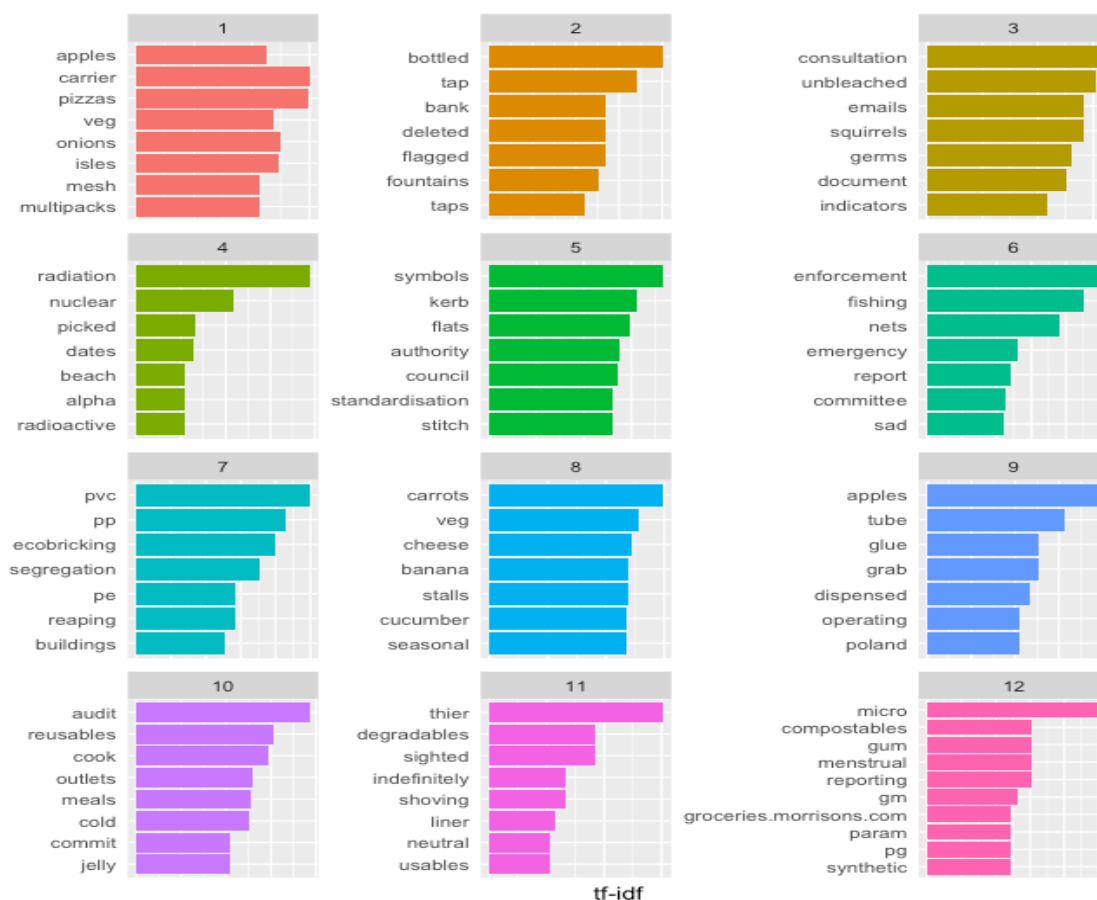 1
apples
carrier
pizzas
veg
onions
isles
mesh
multipacks
2
bottled
tap
bank
deleted
flagged
fountains
taps
3
consultation
unbleached
emails
squirrels
germs
document
indicators
4
radiation
nuclear
picked
dates
beach
alpha
radioactive
5
symbols
kerb
flats
authority
council
standardisation
stitch
6
enforcement
fishing
nets
emergency
report
committee
sad
7
pvc
pp
ecobricking
segregation
pe
reaping
buildings
8
carrots
veg
cheese
banana
stalls
cucumber
seasonal
9
apples
tube
glue
grab
dispensed
operating
poland
10
audit
reusables
cook
outlets
meals
cold
commit
jelly
11
thier
degradables
sighted
indefinitely
shoving
liner
neutral
usables
12
micro
compostables
gum
menstrual
reporting
gm
groceries.morrisons.com
param
pg
synthetic
tf-idf